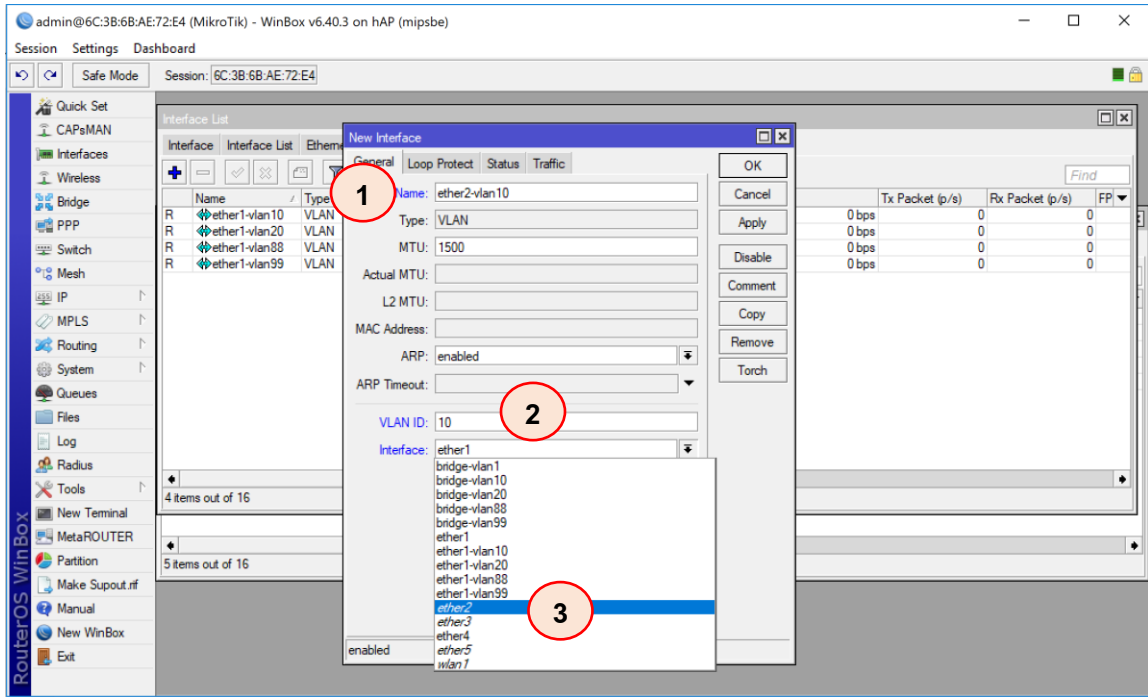 admin@6C:3B:6B:AE:72:E4 (MikroTik) - WinBox v6.40.3 on hAP (mipsbe)
Session Settings Dashboard
Safe Mode Session: 6C:3B:6B:AE:72:E4
Quick Set
CAPsMAN
Interfaces
Wireless
Bridge
PPP
Switch
Mesh
IP
MPLS
Routing
System
Queues
Files
Log
Radius
Tools
New Terminal
MetaROUTER
Partition
Make Supout.rif
Manual
New WinBox
Exit
RouterOS WinBox
Interface List
Interface Interface List
Find
Name Type Tx Packet (p/s) Rx Packet (p/s) FP
R ether1-vlan10 VLAN 0 bps 0 0
R ether1-vlan20 VLAN 0 bps 0 0
R ether1-vlan88 VLAN 0 bps 0 0
R ether1-vlan99 VLAN 0 bps 0 0
4 items out of 16
5 items out of 16
New Interface
General Loop Protect Status Traffic
1
Name: ether2-vlan10
Type: VLAN
MTU: 1500
Actual MTU:
L2 MTU:
MAC Address:
ARP: enabled
ARP Timeout:
2
VLAN ID: 10
Interface: ether1
bridge-vlan1
bridge-vlan10
bridge-vlan20
bridge-vlan88
bridge-vlan99
ether1
ether1-vlan10
ether1-vlan20
ether1-vlan88
ether1-vlan99
ether2
3
ether3
ether4
ether5
wlan1
enabled
OK
Cancel
Apply
Disable
Comment
Copy
Remove
Torch